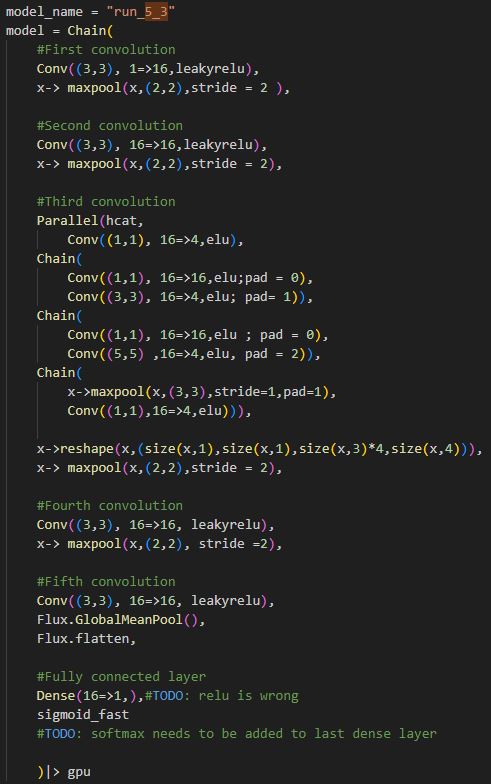 model_name = "run_5_3"
model = Chain(
#First convolution
Conv((3,3), 1=>16,leakyrelu),
x-> maxpool(x,(2,2),stride = 2 ),
#Second convolution
Conv((3,3), 16=>16,leakyrelu),
x-> maxpool(x,(2,2),stride = 2),
#Third convolution
Parallel(hcat,
Conv((1,1), 16=>4,elu),
Chain(
Conv((1,1), 16=>16,elu;pad = 0),
Conv((3,3), 16=>4,elu; pad= 1)),
Chain(
Conv((1,1), 16=>16,elu ; pad = 0),
Conv((5,5) ,16=>4,elu, pad = 2)),
Chain(
x->maxpool(x,(3,3),stride=1,pad=1),
Conv((1,1),16=>4,elu))),
x->reshape(x,(size(x,1),size(x,1),size(x,3)*4,size(x,4))),
x-> maxpool(x,(2,2),stride = 2),
#Fourth convolution
Conv((3,3), 16=>16, leakyrelu),
x-> maxpool(x,(2,2), stride =2),
#Fifth convolution
Conv((3,3), 16=>16, leakyrelu),
Flux.GlobalMeanPool(),
Flux.flatten,
#Fully connected layer
Dense(16=>1,),#TODO: relu is wrong
sigmoid_fast
#TODO: softmax needs to be added to last dense layer
)|> gpu